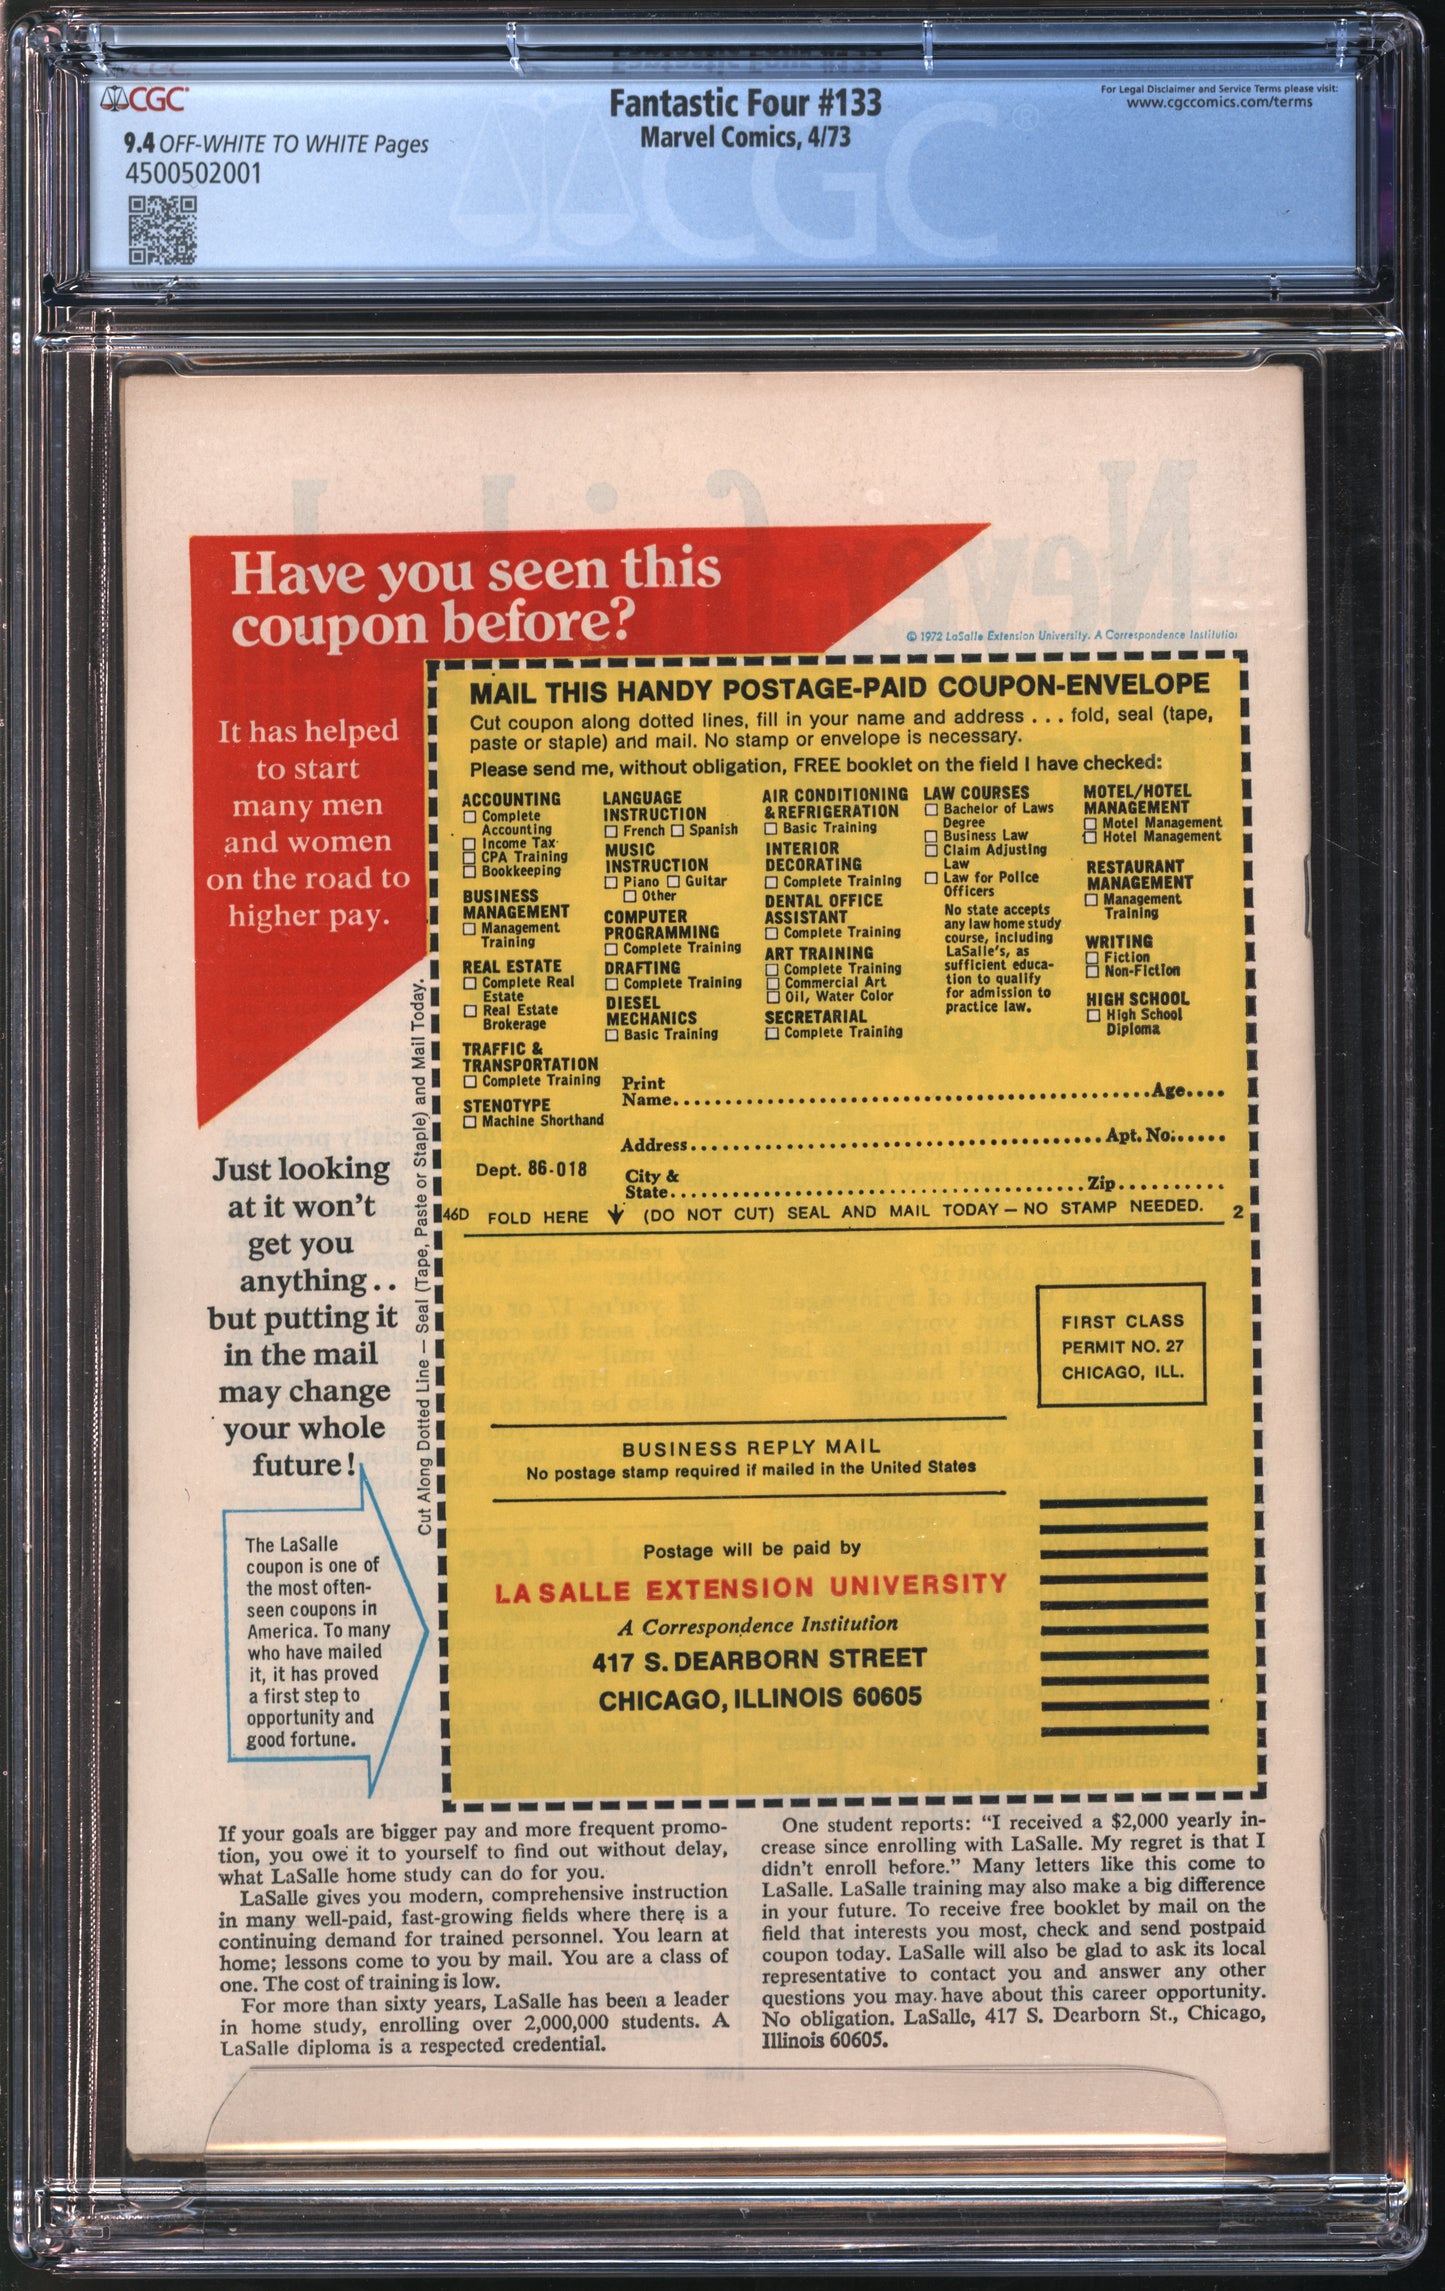 CGC
Fantastic Four #133
Marvel Comics, 4/73
For Legal Disclaimer and Service Terms please visit:
www.cgccomics.com/terms
9.4 OFF-WHITE TO WHITE Pages
4500502001
Have you seen this
coupon before?
© 1972 LaSalle Extension University. A Correspondence Institution
It has helped
to start
many men
and women
on the road to
higher pay.
Just looking
at it won't
get you
anything . .
but putting it
in the mail
may change
your whole
future!
The LaSalle
coupon is one of
the most often-
seen coupons in
America. To many
who have mailed
it, it has proved
a first step to
opportunity and
good fortune.
Cut Along Dotted Line — Seal (Tape, Paste or Staple) and Mail Today.
MAIL THIS HANDY POSTAGE-PAID COUPON-ENVELOPE
Cut coupon along dotted lines, fill in your name and address . . . fold, seal (tape,
paste or staple) and mail. No stamp or envelope is necessary.
Please send me, without obligation, FREE booklet on the field I have checked:
ACCOUNTING
Complete
Accounting
Income Tax
CPA Training
Bookkeeping
BUSINESS
MANAGEMENT
Management
Training
REAL ESTATE
Complete Real
Estate
Real Estate
Brokerage
TRAFFIC &
TRANSPORTATION
Complete Training
STENOTYPE
Machine Shorthand
LANGUAGE
INSTRUCTION
French Spanish
MUSIC
INSTRUCTION
Piano Guitar
Other
COMPUTER
PROGRAMMING
Complete Training
DRAFTING
Complete Training
DIESEL
MECHANICS
Basic Training
AIR CONDITIONING
& REFRIGERATION
Basic Training
INTERIOR
DECORATING
Complete Training
DENTAL OFFICE
ASSISTANT
Complete Training
ART TRAINING
Complete Training
Commercial Art
Oil, Water Color
SECRETARIAL
Complete Training
LAW COURSES
Bachelor of Laws
Degree
Business Law
Claim Adjusting
Law
Law for Police
Officers
No state accepts
any law home study
course, including
LaSalle's, as
sufficient educa-
tion to qualify
for admission to
practice law.
MOTEL/HOTEL
MANAGEMENT
Motel Management
Hotel Management
RESTAURANT
MANAGEMENT
Management
Training
WRITING
Fiction
Non-Fiction
HIGH SCHOOL
High School
Diploma
Print
Name Age
Address Apt. No.
Dept. 86-018
City &
State Zip
46D FOLD HERE (DO NOT CUT) SEAL AND MAIL TODAY — NO STAMP NEEDED. 2
FIRST CLASS
PERMIT NO. 27
CHICAGO, ILL.
BUSINESS REPLY MAIL
No postage stamp required if mailed in the United States
Postage will be paid by
LA SALLE EXTENSION UNIVERSITY
A Correspondence Institution
417 S. DEARBORN STREET
CHICAGO, ILLINOIS 60605
If your goals are bigger pay and more frequent promo-
tion, you owe it to yourself to find out without delay,
what LaSalle home study can do for you.
LaSalle gives you modern, comprehensive instruction
in many well-paid, fast-growing fields where there is a
continuing demand for trained personnel. You learn at
home; lessons come to you by mail. You are a class of
one. The cost of training is low.
For more than sixty years, LaSalle has been a leader
in home study, enrolling over 2,000,000 students. A
LaSalle diploma is a respected credential.
One student reports: “I received a $2,000 yearly in-
crease since enrolling with LaSalle. My regret is that I
didn't enroll before.” Many letters like this come to
LaSalle. LaSalle training may also make a big difference
in your future. To receive free booklet by mail on the
field that interests you most, check and send postpaid
coupon today. LaSalle will also be glad to ask its local
representative to contact you and answer any other
questions you may have about this career opportunity.
No obligation. LaSalle, 417 S. Dearborn St., Chicago,
Illinois 60605.